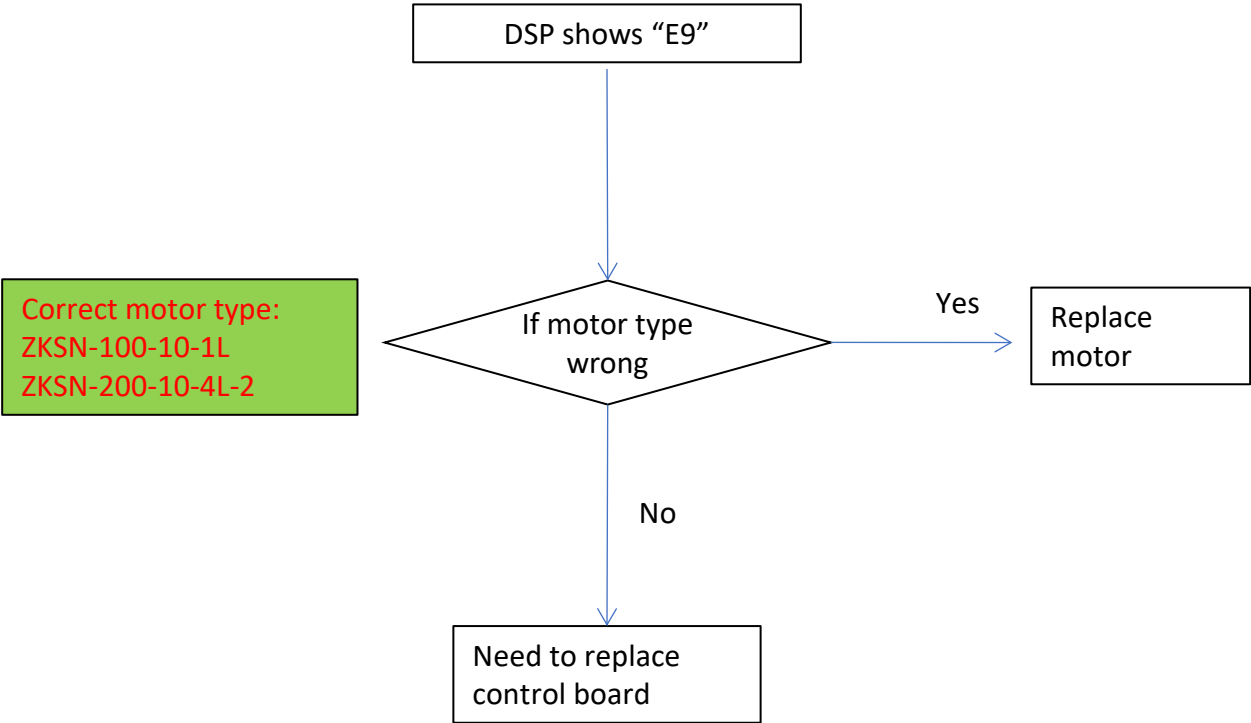 DSP shows “E9”
Correct motor type:
ZKSN-100-10-1L
ZKSN-200-10-4L-2
If motor type
wrong
Yes
Replace
motor
No
Need to replace
control board